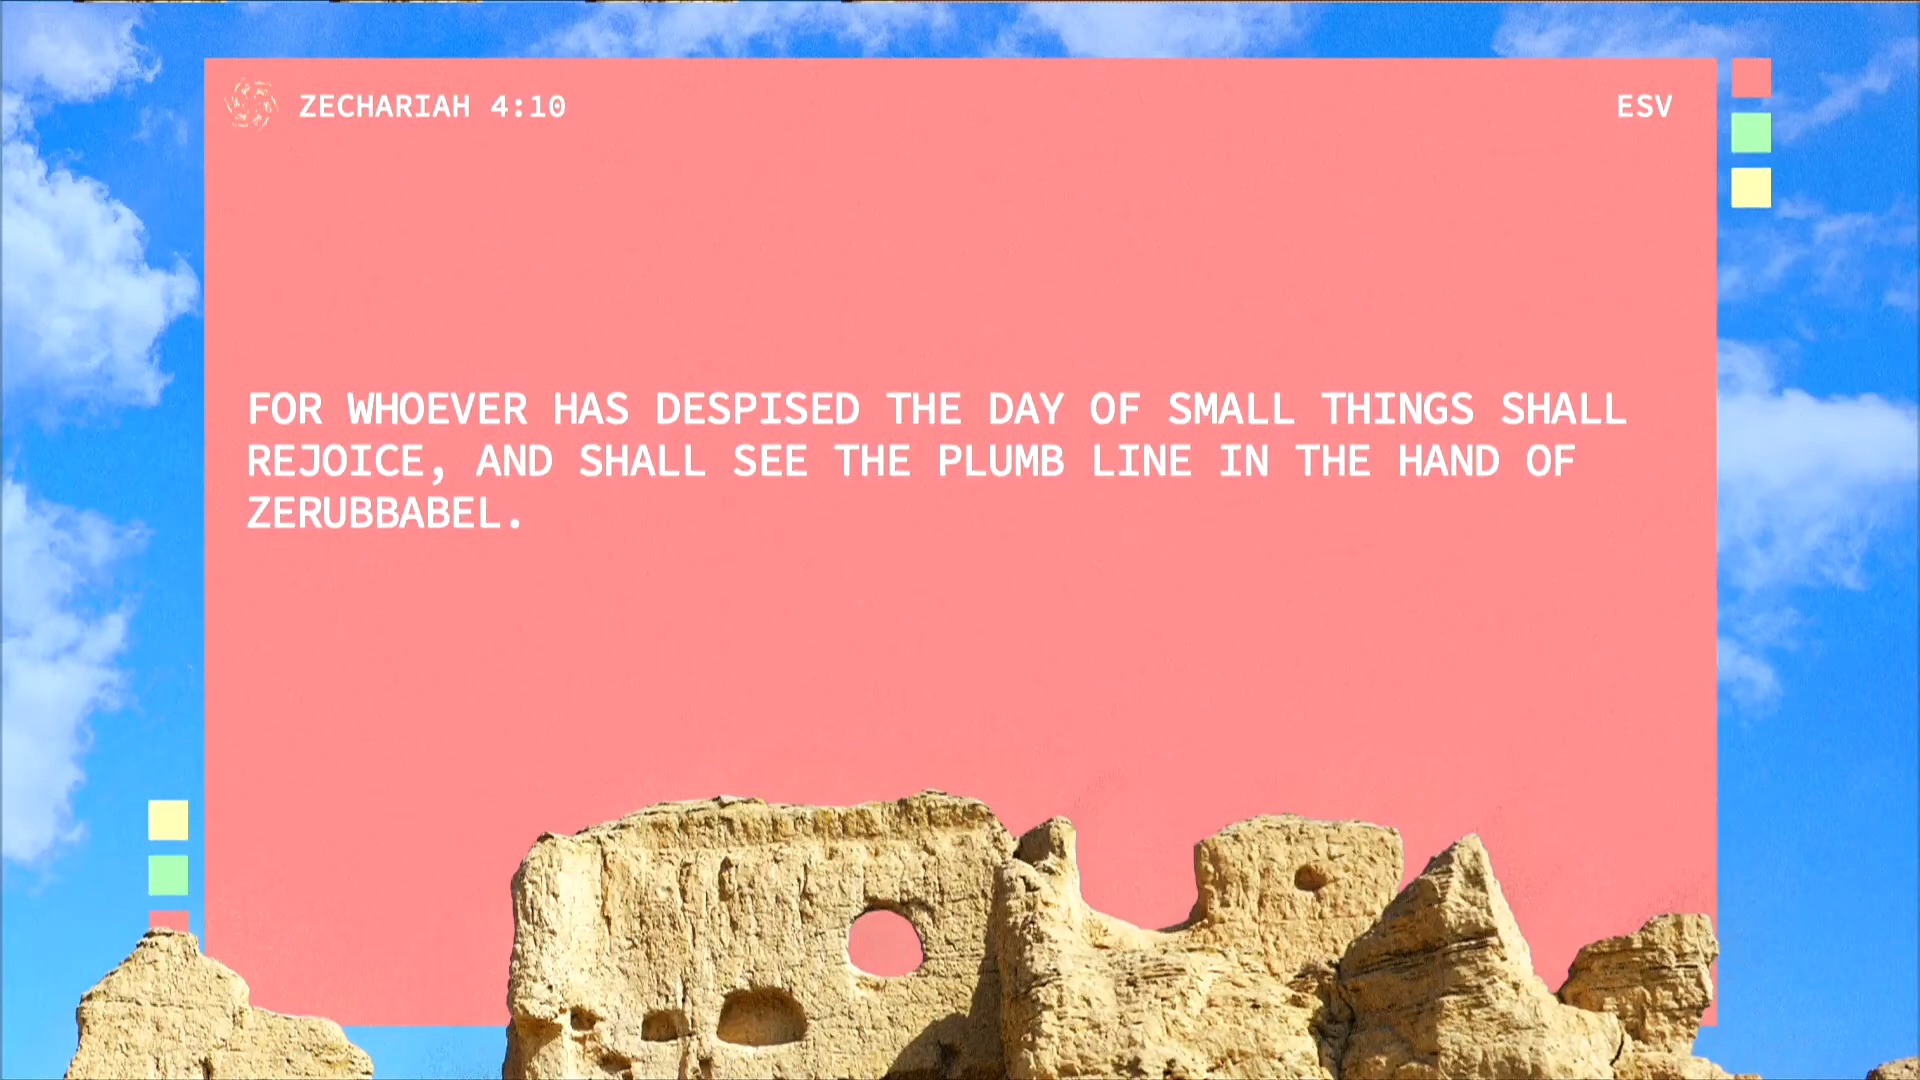 ZECHARIAH 4:10
ESV
FOR WHOEVER HAS DESPISED THE DAY OF SMALL THINGS SHALL
REJOICE, AND SHALL SEE THE PLUMB LINE IN THE HAND OF
ZERUBBABEL.